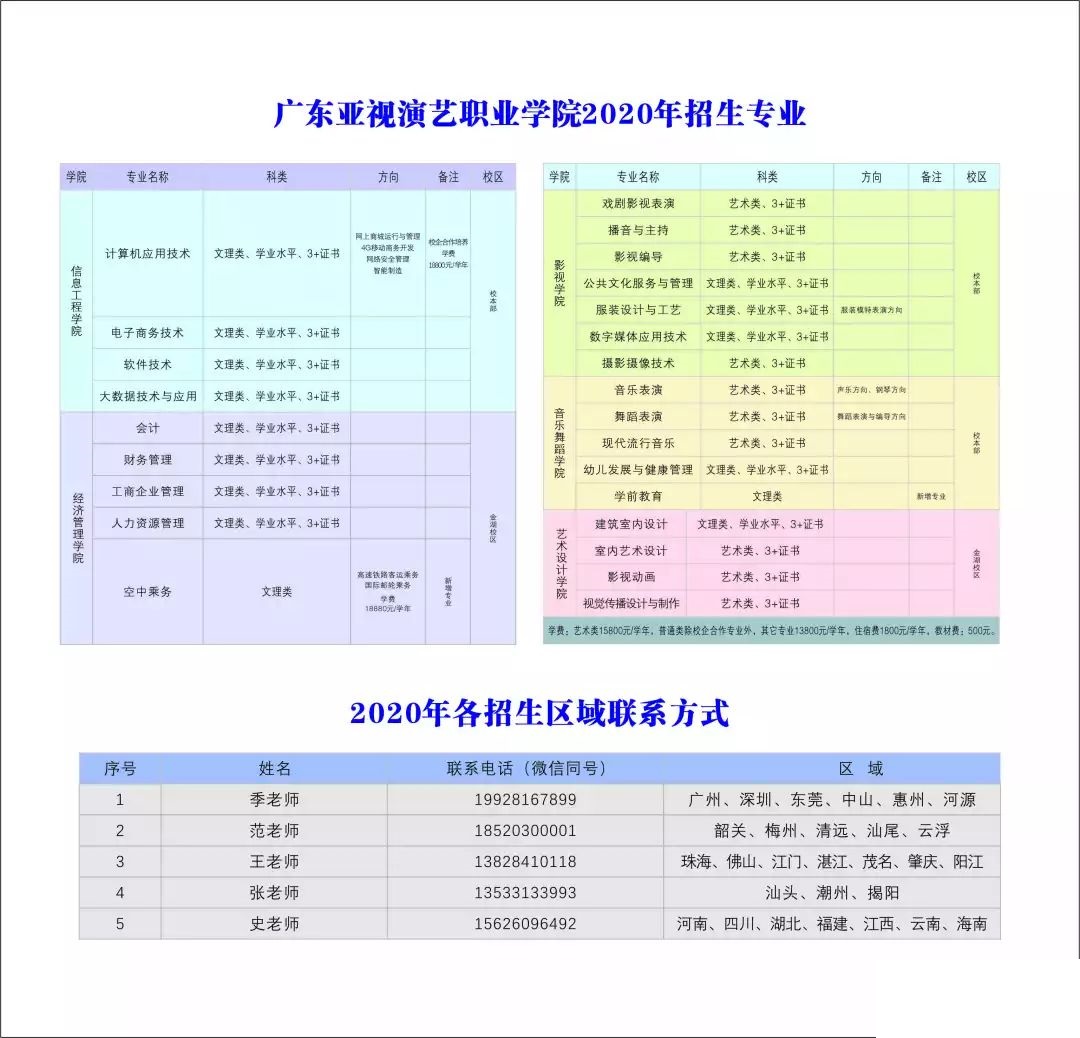 广东亚视演艺职业学院2020年招生专业
学院 专业名称 科类 方向 备注 校区
信息工程学院
计算机应用技术 文理类、学业水平、3+证书
网上商城运行与管理
4G移动商务开发
网络安全管理
智能制造
校企合作培养
学费
18800元/学年
校本部
电子商务技术 文理类、学业水平、3+证书
软件技术 文理类、学业水平、3+证书
大数据技术与应用 文理类、学业水平、3+证书
经济管理学院
会计 文理类、学业水平、3+证书
财务管理 文理类、学业水平、3+证书
工商企业管理 文理类、学业水平、3+证书
人力资源管理 文理类、学业水平、3+证书
金湖校区
空中乘务 文理类
高速铁路客运乘务
国际邮轮乘务
学费
18880元/学年
新增专业
学院 专业名称 科类 方向 备注 校区
影视学院
戏剧影视表演 艺术类、3+证书
播音与主持 艺术类、3+证书
影视编导 艺术类、3+证书
公共文化服务与管理 文理类、学业水平、3+证书
校本部
服装设计与工艺 文理类、学业水平、3+证书 服装模特表演方向
数字媒体应用技术 文理类、学业水平、3+证书
摄影摄像技术 艺术类、3+证书
音乐舞蹈学院
音乐表演 艺术类、3+证书 声乐方向、钢琴方向
舞蹈表演 艺术类、3+证书 舞蹈表演与编导方向
现代流行音乐 艺术类、3+证书
校本部
幼儿发展与健康管理 文理类、学业水平、3+证书
学前教育 文理类 新增专业
艺术设计学院
建筑室内设计 文理类、学业水平、3+证书
室内艺术设计 艺术类、3+证书
金湖校区
影视动画 艺术类、3+证书
视觉传播设计与制作 艺术类、3+证书
学费：艺术类15800元/学年，普通类除校企合作专业外，其它专业13800元/学年，住宿费1800元/学年，教材费：500元。
2020年各招生区域联系方式
序号 姓名 联系电话（微信同号） 区 域
1 季老师 19928167899 广州、深圳、东莞、中山、惠州、河源
2 范老师 18520300001 韶关、梅州、清远、汕尾、云浮
3 王老师 13828410118 珠海、佛山、江门、湛江、茂名、肇庆、阳江
4 张老师 13533133993 汕头、潮州、揭阳
5 史老师 15626096492 河南、四川、湖北、福建、江西、云南、海南